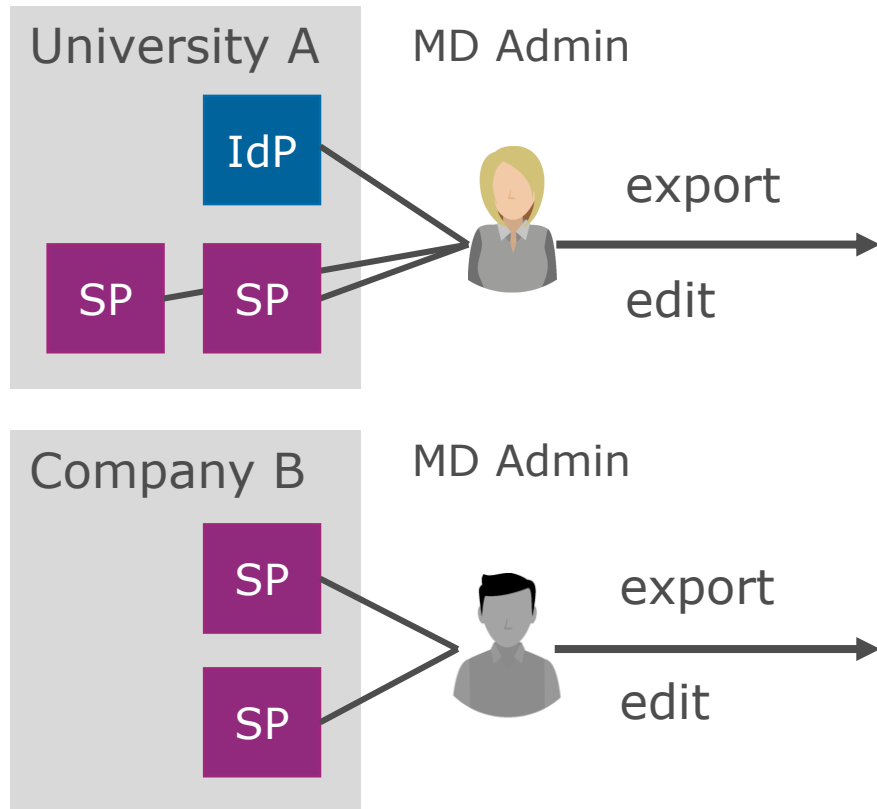 University A
MD Admin
IdP
export
SP
SP
edit
Company B
MD Admin
SP
export
SP
edit